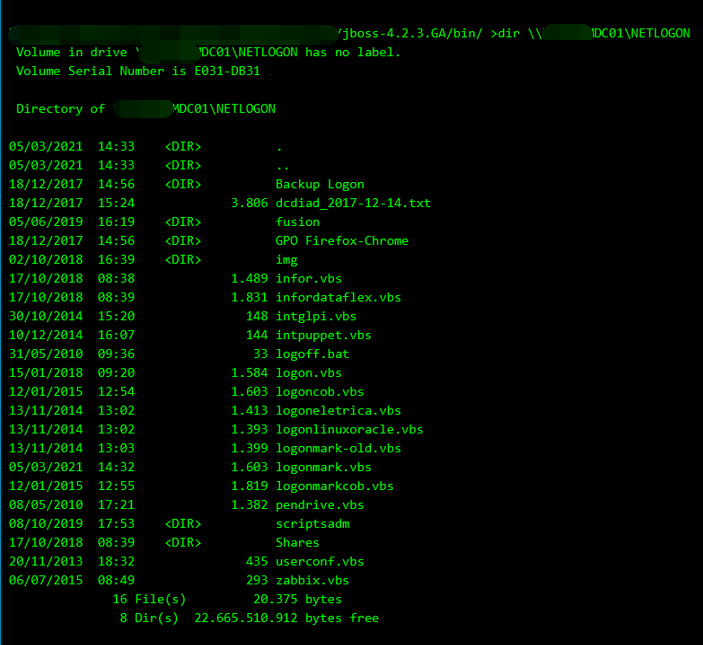 /jboss-4.2.3.GA/bin/ >dir \\MDC01\NETLOGON
Volume in drive \MDC01\NETLOGON has no label.
Volume Serial Number is E031-DB31
Directory of MDC01\NETLOGON
05/03/2021 14:33 <DIR> .
05/03/2021 14:33 <DIR> ..
18/12/2017 14:56 <DIR> Backup Logon
18/12/2017 15:24 3.806 dcdiad_2017-12-14.txt
05/06/2019 16:19 <DIR> fusion
18/12/2017 14:56 <DIR> GPO Firefox-Chrome
02/10/2018 16:39 <DIR> img
17/10/2018 08:38 1.489 infor.vbs
17/10/2018 08:39 1.831 infordataflex.vbs
30/10/2014 15:20 148 intglpi.vbs
10/12/2014 16:07 144 intpuppet.vbs
31/05/2010 09:36 33 logoff.bat
15/01/2018 09:20 1.584 logon.vbs
12/01/2015 12:54 1.603 logoncob.vbs
13/11/2014 13:02 1.413 logoneletrica.vbs
13/11/2014 13:02 1.393 logonlinuxoracle.vbs
13/11/2014 13:03 1.399 logonmark-old.vbs
05/03/2021 14:32 1.603 logonmark.vbs
12/01/2015 12:55 1.819 logonmarkcob.vbs
08/05/2010 17:21 1.382 pendrive.vbs
08/10/2019 17:53 <DIR> scriptsadm
17/10/2018 08:39 <DIR> Shares
20/11/2013 18:32 435 userconf.vbs
06/07/2015 08:49 293 zabbix.vbs
16 File(s) 20.375 bytes
8 Dir(s) 22.665.510.912 bytes free